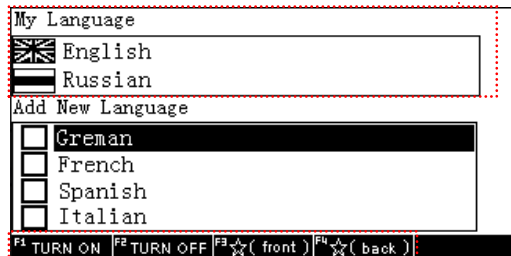 My Language
English
Russian
Add New Language
Greman
French
Spanish
Italian
F1 TURN ON F2 TURN OFF F3 ☆( front ) F4 ☆( back )